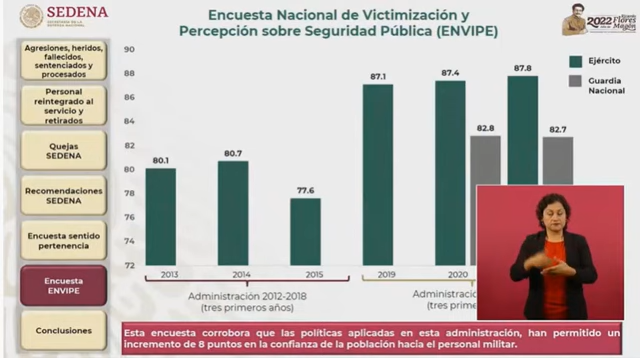 SEDENA
SECRETARÍA DE LA DEFENSA NACIONAL
Encuesta Nacional de Victimización y
Percepción sobre Seguridad Pública (ENVIPE)
2022 Flores
Magón
Agresiones, heridos,
fallecidos,
sentenciados y
procesados
Personal
reintegrado al
servicio y
retirados
Quejas
SEDENA
Recomendaciones
SEDENA
Encuesta sentido
pertenencia
Encuesta
ENVIPE
Conclusiones
90
88
86
84
82
80
78
76
74
72
80.1
80.7
77.6
87.1
87.4
82.8
87.8
82.7
Ejército
Guardia
Nacional
2013
2014
2015
2019
2020
Administración 2012-2018
(tres primeros años)
Esta encuesta corrobora que las políticas aplicadas en esta administración, han permitido un
incremento de 8 puntos en la confianza de la población hacia el personal militar.